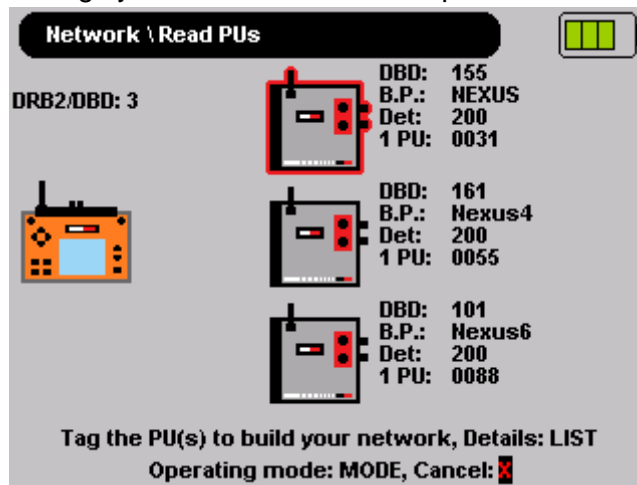 Network \ Read PUs
DRB2/DBD: 3
DBD: 155
B.P.: NEXUS
Det: 200
1 PU: 0031
DBD: 161
B.P.: Nexus4
Det: 200
1 PU: 0055
DBD: 101
B.P.: Nexus6
Det: 200
1 PU: 0088
Tag the PU(s) to build your network, Details: LIST
Operating mode: MODE, Cancel: X